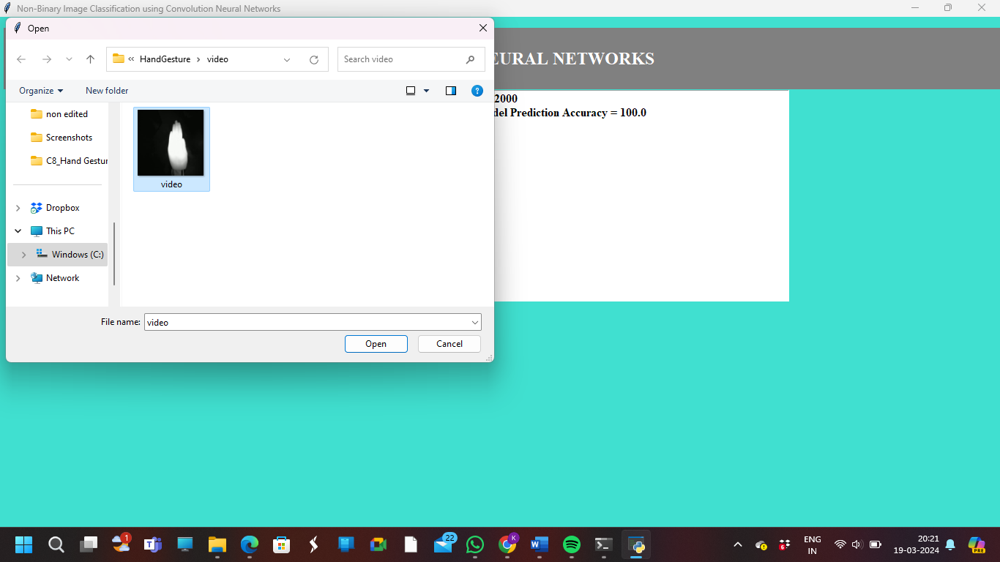 Non-Binary Image Classification using Convolution Neural Networks
Open
« HandGesture > video
Search video
EURAL NETWORKS
Organize
New folder
2000
del Prediction Accuracy = 100.0
non edited
Screenshots
C8_Hand Gestur
video
Dropbox
This PC
Windows (C:)
Network
File name: video
Open
Cancel
1
22
K
6
ENG
IN
20:21
19-03-2024
PRE